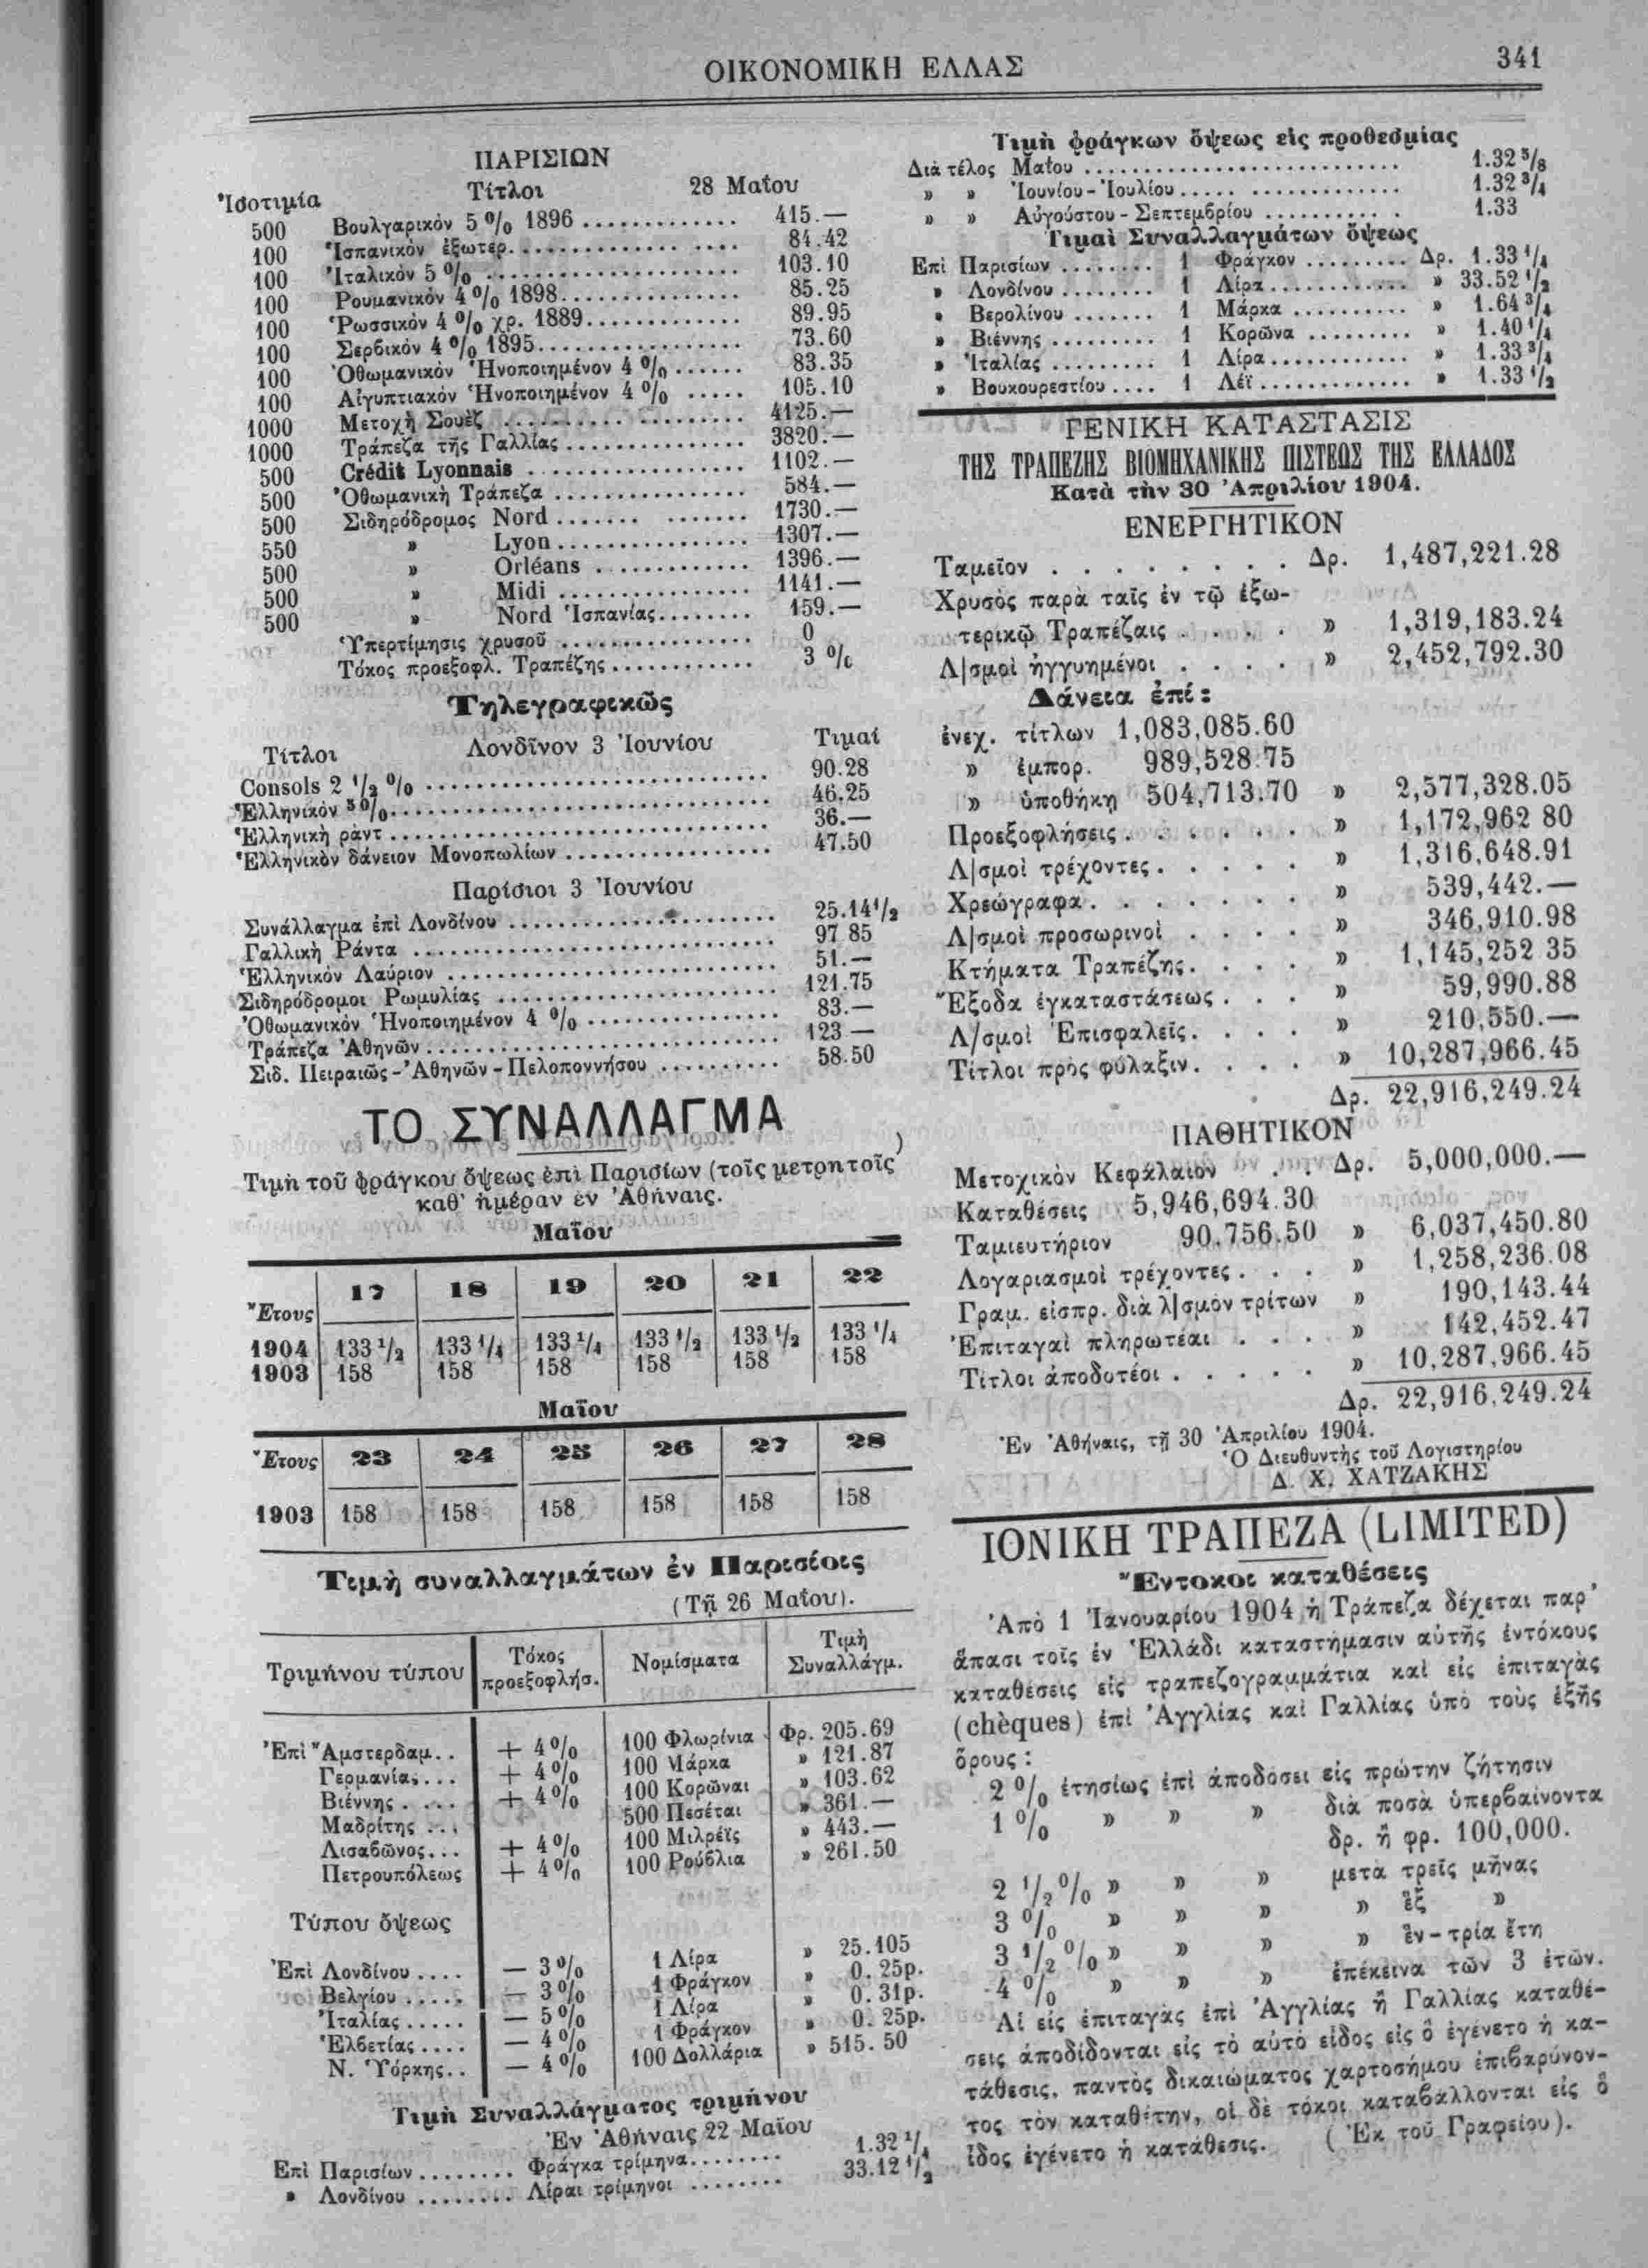 ΟΙΚΟΝΟΜΙΚΗ ΕΛΛΑΣ
341
ΠΑΡΙΣΙΩΝ
Ἰσοτιμία Τίτλοι 28 Μαΐου
500 Βουλγαρικὸν 5 % 1896 ............. 415.—
100 Ἱσπανικὸν ἐξωτερ. ............. 84.42
100 Ἰταλικὸν 5 % ............. 103.10
100 Ρουμανικὸν 4 % 1898 ............. 85.25
100 Ῥωσσικὸν 4 % χρ. 1889 ............. 89.95
100 Σερβικὸν 4 % 1895 ............. 73.60
100 Ὀθωμανικὸν Ἡνοποιημένον 4 % ...... 83.35
100 Αἰγυπτιακὸν Ἡνοποιημένον 4 % ..... 105.10
1000 Μετοχὴ Σουὲζ ............. 4125.—
1000 Τράπεζα τῆς Γαλλίας ............. 3820.—
500 Crédit Lyonnais ............. 1102.—
500 Ὀθωμανικὴ Τράπεζα ............. 584.—
500 Σιδηρόδρομος Nord ............. 1730.—
550 » Lyon ............. 1307.—
500 » Orléans ............. 1396.—
500 » Midi ............. 1141.—
500 » Nord Ἱσπανίας ......... 159.—
Ὑπερτίμησις χρυσοῦ ............. 0
Τόκος προεξοφλ. Τραπέζης ............. 3 %
Τηλεγραφικῶς
Τίτλοι Λονδῖνον 3 Ἰουνίου Τιμαί
Consols 2 1/2 % ............. 90.28
Ἑλληνικὸν 5 % ............. 46.25
Ἑλληνικὴ ράντ ............. 36.—
Ἑλληνικὸν δάνειον Μονοπωλίων ............. 47.50
Παρίσιοι 3 Ἰουνίου
Συνάλλαγμα ἐπὶ Λονδίνου ............. 25.14 1/2
Γαλλικὴ Ράντα ............. 97 85
Ἑλληνικὸν Λαύριον ............. 51.—
Σιδηρόδρομοι Ρωμυλίας ............. 121.75
Ὀθωμανικὸν Ἡνοποιημένον 4 % ............. 83.—
Τράπεζα Ἀθηνῶν ............. 123 —
Σιδ. Πειραιῶς-Ἀθηνῶν-Πελοποννήσου .......... 58.50
ΤΟ ΣΥΝΑΛΛΑΓΜΑ
Τιμὴ τοῦ φράγκου ὄψεως ἐπὶ Παρισίων (τοῖς μετρητοῖς)
καθ' ἡμέραν ἐν Ἀθήναις.
Μαΐου
Ἔτους 17 18 19 20 21 22
1904 133 1/2 133 1/4 133 1/4 133 1/2 133 1/2 133 1/4
1903 158 158 158 158 158 158
Μαΐου
Ἔτους 23 24 25 26 27 28
1903 158 158 158 158 158 158
Τιμὴ συναλλαγμάτων ἐν Παρισίοις
(Τῇ 26 Μαΐου).
Τριμήνου τύπου Τόκος προεξοφλήσ. Νομίσματα Τιμὴ Συναλλάγμ.
Ἐπὶ Ἄμστερδαμ.. + 4 % 100 Φλωρίνια Φρ. 205.69
Γερμανία.... + 4 % 100 Μάρκα » 121.87
Βιέννης .... + 4 % 100 Κορῶναι » 103.62
Μαδρίτης .... 500 Πεσέται » 361.—
Λισαβῶνος... + 4 % 100 Μιλρέϊς » 443.—
Πετρουπόλεως + 4 % 100 Ρούβλια » 261.50
Τύπου ὄψεως
Ἐπὶ Λονδίνου .... — 3 % 1 Λίρα » 25.105
Βελγίου ..... — 3 % 1 Φράγκον » 0.25p.
Ἰταλίας ..... — 5 % 1 Λίρα » 0.31p.
Ἑλβετίας .... — 4 % 1 Φράγκον » 0.25p.
Ν. Ὑόρκης.. — 4 % 100 Δολλάρια » 515.50
Τιμὴ Συναλλάγματος τριμήνου
Ἐν Ἀθήναις 22 Μαΐου
Ἐπὶ Παρισίων ........ Φράγκα τρίμηνα ........ 1.32 1/4
» Λονδίνου ........ Λίραι τρίμηνοι ........ 33.12 1/2
Τιμὴ φράγκων ὄψεως εἰς προθεσμίας
Διὰ τέλος Μαΐου ............. 1.32 5/8
» » Ἰουνίου-Ἰουλίου ............. 1.32 3/4
» » Αὐγούστου-Σεπτεμβρίου ............. 1.33
Τιμαὶ Συναλλαγμάτων ὄψεως
Ἐπὶ Παρισίων ........ 1 Φράγκον ......... Δρ. 1.33 1/4
» Λονδίνου ........ 1 Λίρα ............ » 33.52 1/2
» Βερολίνου ....... 1 Μάρκα .......... » 1.64 3/4
» Βιέννης ......... 1 Κορῶνα ......... » 1.40 1/4
» Ἰταλίας ......... 1 Λίρα ............ » 1.33 3/4
» Βουκουρεστίου .... 1 Λέϊ ............. » 1.33 1/2
ΓΕΝΙΚΗ ΚΑΤΑΣΤΑΣΙΣ
ΤΗΣ ΤΡΑΠΕΖΗΣ ΒΙΟΜΗΧΑΝΙΚΗΣ ΠΙΣΤΕΩΣ ΤΗΣ ΕΛΛΑΔΟΣ
Κατὰ τὴν 30 Ἀπριλίου 1904.
ΕΝΕΡΓΗΤΙΚΟΝ
Ταμεῖον . . . . . . . . Δρ. 1,487,221.28
Χρυσὸς παρὰ ταῖς ἐν τῷ ἐξω-
τερικῷ Τραπέζαις . . . . » 1,319,183.24
Λ|σμοὶ ἠγγυημένοι . . . . » 2,452,792.30
Δάνεια ἐπί:
ἐνεχ. τίτλων 1,083,085.60
» ἐμπορ. 989,528.75
» ὑποθήκῃ 504,713.70 » 2,577,328.05
Προεξοφλήσεις . . . . . . » 1,172,962 80
Λ|σμοὶ τρέχοντες . . . . . » 1,316,648.91
Χρεώγραφα . . . . . . . » 539,442.—
Λ|σμοὶ προσωρινοί . . . . » 346,910.98
Κτήματα Τραπέζης . . . . » 1,145,252 35
Ἔξοδα ἐγκαταστάσεως . . . » 59,990.88
Λ/σμοὶ Ἐπισφαλεῖς . . . . » 210,550.—
Τίτλοι πρὸς φύλαξιν . . . . » 10,287,966.45
Δρ. 22,916,249.24
ΠΑΘΗΤΙΚΟΝ
Μετοχικὸν Κεφάλαιον . . Δρ. 5,000,000.—
Καταθέσεις 5,946,694.30
Ταμιευτήριον 90.756.50 » 6,037,450.80
Λογαριασμοὶ τρέχοντες . . . » 1,258,236.08
Γραμ. εἰσπρ. διὰ λ|σμὸν τρίτων » 190,143.44
Ἐπιταγαὶ πληρωτέαι . . . » 142,452.47
Τίτλοι ἀποδοτέοι . . . . . » 10,287,966.45
Δρ. 22,916,249.24
Ἐν Ἀθήναις, τῇ 30 Ἀπριλίου 1904.
Ὁ Διευθυντὴς τοῦ Λογιστηρίου
Δ. Χ. ΧΑΤΖΑΚΗΣ
ΙΟΝΙΚΗ ΤΡΑΠΕΖΑ (LIMITED)
Ἔντοκοι καταθέσεις
Ἀπὸ 1 Ἰανουαρίου 1904 ἡ Τράπεζα δέχεται παρ'
ἅπασι τοῖς ἐν Ἑλλάδι καταστήμασιν αὑτῆς ἐντόκους
καταθέσεις εἰς τραπεζογραμμάτια καὶ εἰς ἐπιταγὰς
(chèques) ἐπὶ Ἀγγλίας καὶ Γαλλίας ὑπὸ τοὺς ἑξῆς
ὅρους :
2 % ἐτησίως ἐπὶ ἀποδόσει εἰς πρώτην ζήτησιν
1 % » » » διὰ ποσὰ ὑπερβαίνοντα
δρ. ἢ φρ. 100,000.
2 1/2 % » » » μετὰ τρεῖς μῆνας
3 % » » » » ἓξ »
3 1/2 % » » » » ἓν-τρία ἔτη
4 % » » » ἐπέκεινα τῶν 3 ἐτῶν.
Αἱ εἰς ἐπιταγὰς ἐπὶ Ἀγγλίας ἢ Γαλλίας καταθέ-
σεις ἀποδίδονται εἰς τὸ αὐτὸ εἶδος εἰς ὃ ἐγένετο ἡ κα-
τάθεσις, παντὸς δικαιώματος χαρτοσήμου ἐπιβαρύνον-
τος τὸν καταθέτην, οἱ δὲ τόκοι καταβάλλονται εἰς ὃ
ἶδος ἐγένετο ἡ κατάθεσις. (Ἐκ τοῦ Γραφείου).